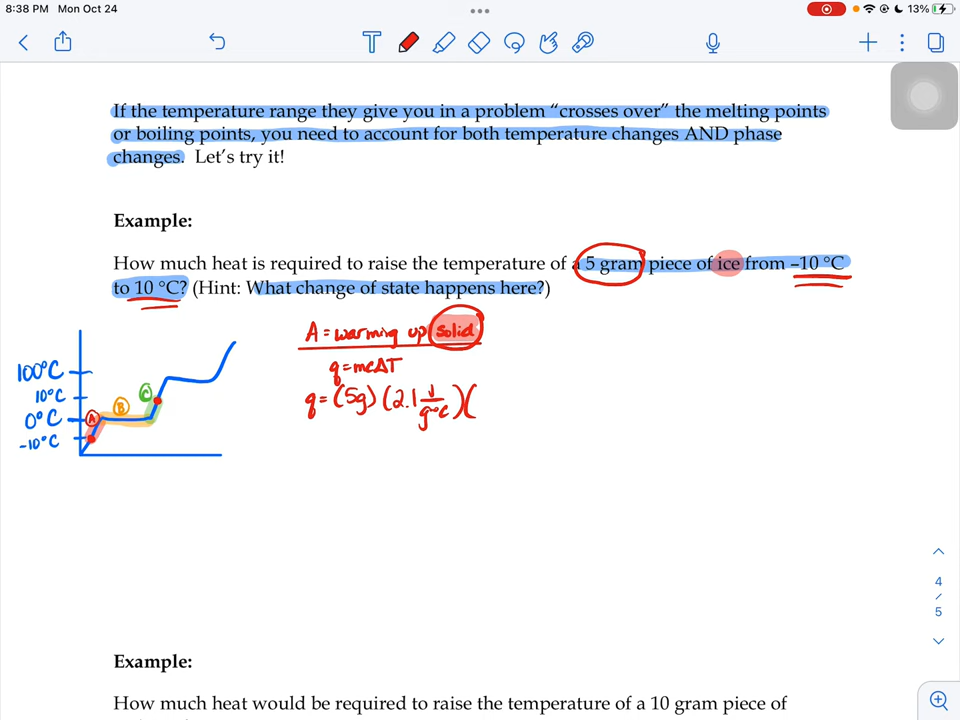 8:38 PM Mon Oct 24
13%
If the temperature range they give you in a problem “crosses over” the melting points
or boiling points, you need to account for both temperature changes AND phase
changes. Let’s try it!
Example:
How much heat is required to raise the temperature of a 5 gram piece of ice from –10 °C
to 10 °C? (Hint: What change of state happens here?)
A = warming up solid
q = mcΔT
q = (5g) (2.1 J/g°C) (
100°C
10°C
0°C
-10°C
A
B
C
4
/
5
Example:
How much heat would be required to raise the temperature of a 10 gram piece of